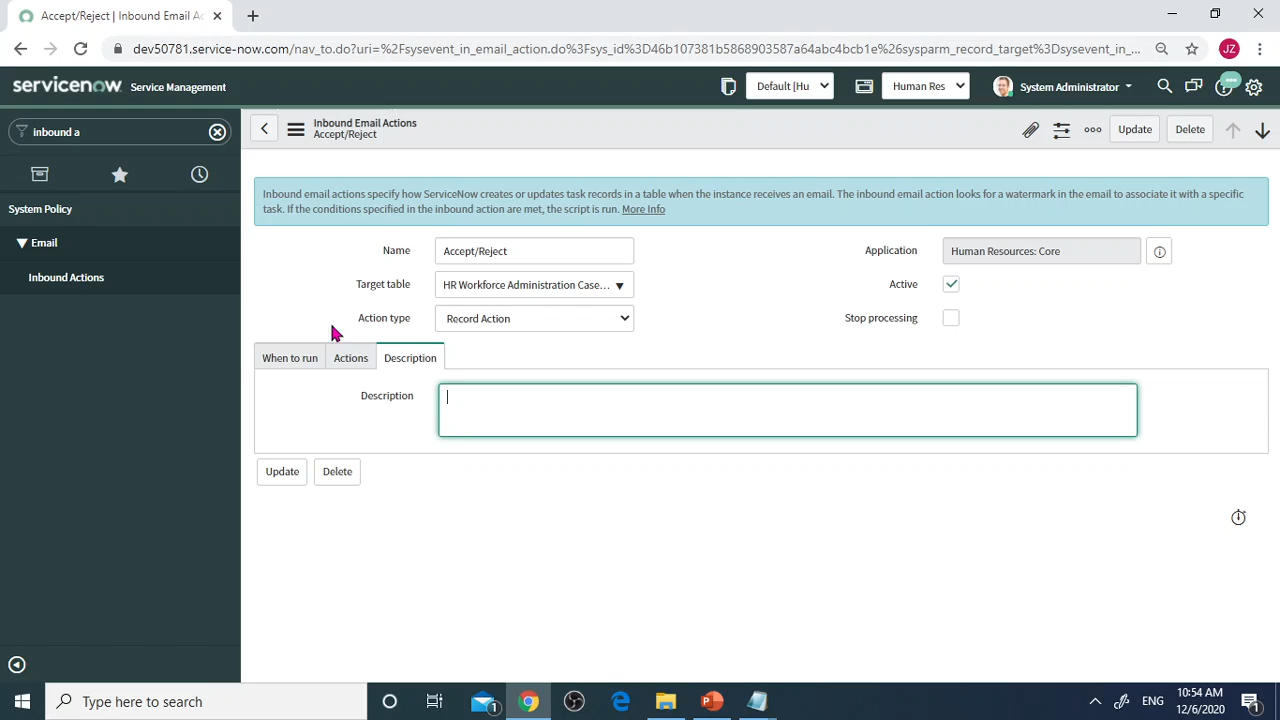 Accept/Reject | Inbound Email Ac
dev50781.service-now.com/nav_to.do?uri=%2Fsysevent_in_email_action.do%3Fsys_id%3D46b107381b5868903587a64abc4bcb1e%26sysparm_record_target%3Dsysevent_in_...
JZ
servicenow Service Management
Default [Hu
Human Res
System Administrator
inbound a
Inbound Email Actions
Accept/Reject
Update
Delete
System Policy
Email
Inbound Actions
Inbound email actions specify how ServiceNow creates or updates task records in a table when the instance receives an email. The inbound email action looks for a watermark in the email to associate it with a specific
task. If the conditions specified in the inbound action are met, the script is run. More Info
Name Accept/Reject
Application Human Resources: Core
Target table HR Workforce Administration Case...
Active
Action type Record Action
Stop processing
When to run Actions Description
Description
Update Delete
Type here to search
1
ENG
10:54 AM
12/6/2020
1